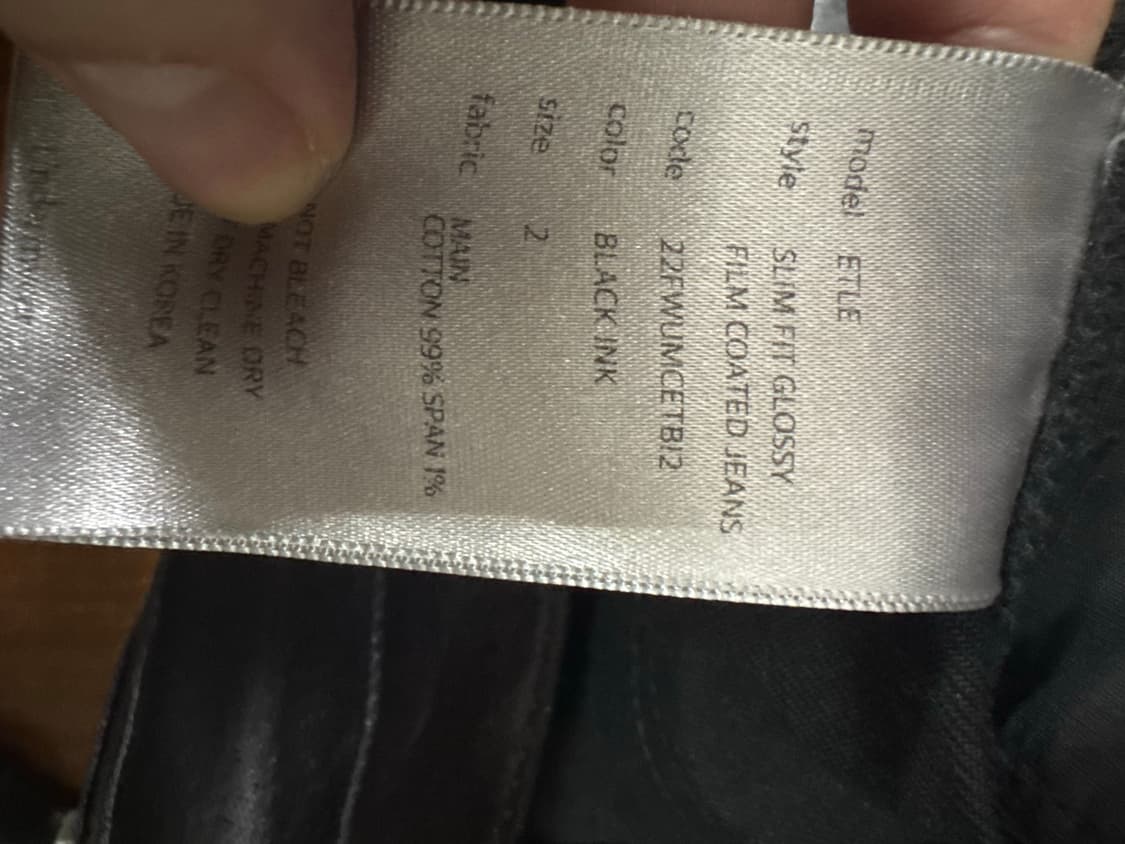 model ETLE
style SLIM FIT GLOSSY
FILM COATED JEANS
code 22FWUMCETB12
color BLACK INK
size 2
fabric MAIN
COTTON 99% SPAN 1%
NOT BLEACH
MACHINE DRY
DRY CLEAN
DE IN KOREA